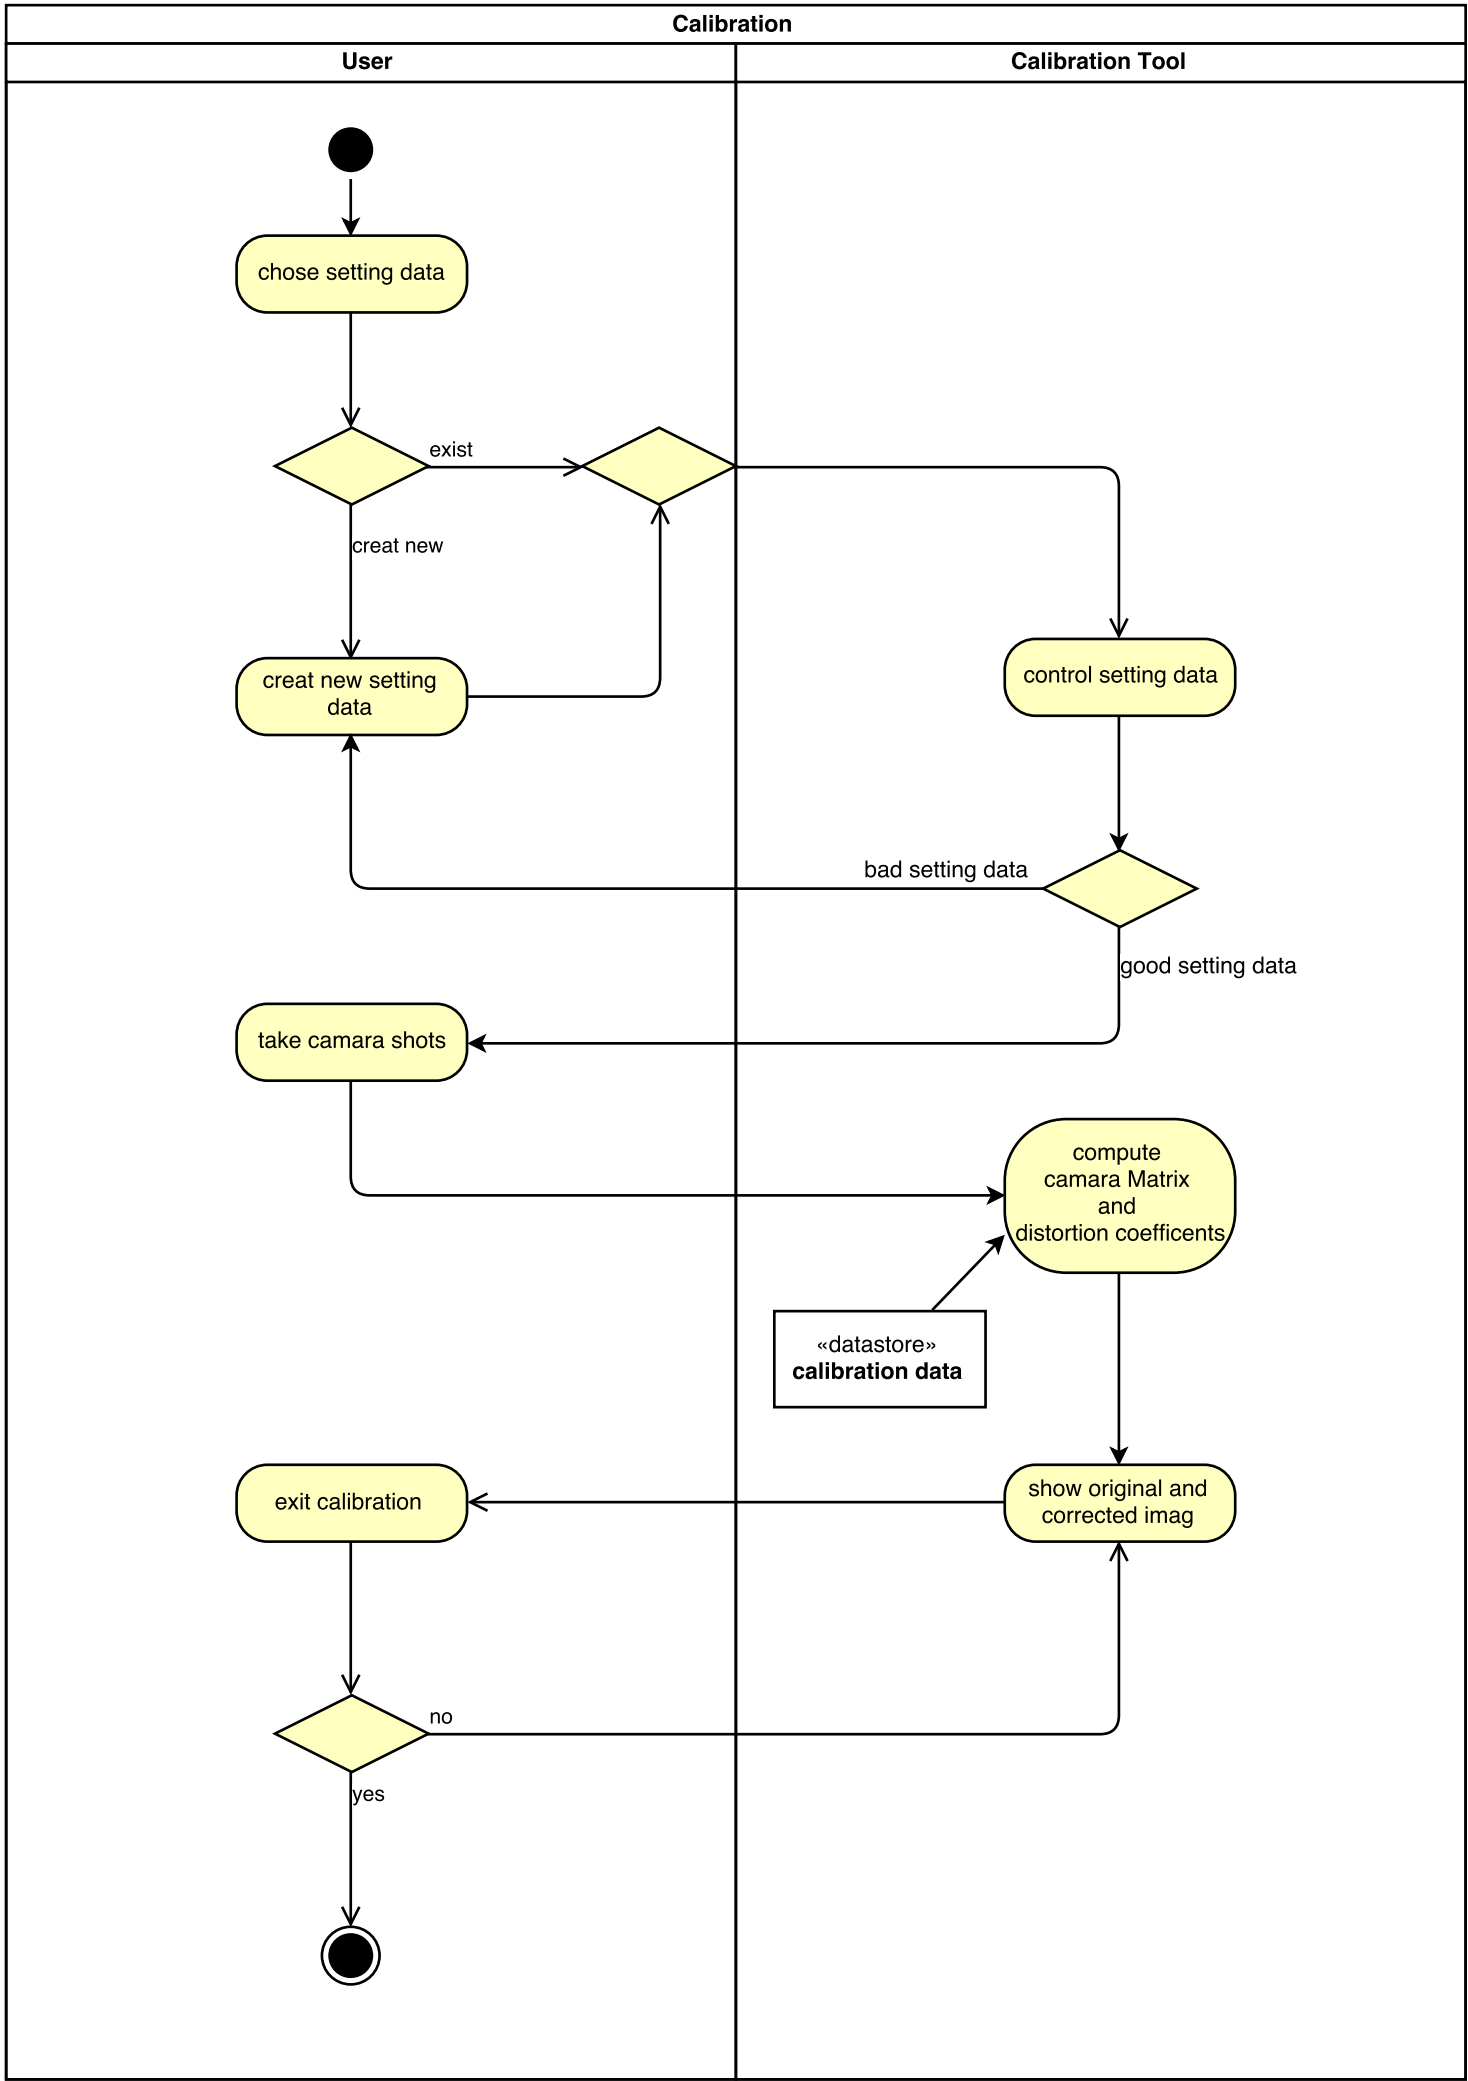 Calibration
User
Calibration Tool
chose setting data
exist
creat new
creat new setting
data
control setting data
bad setting data
good setting data
take camara shots
compute
camara Matrix
and
distortion coefficents
«datastore»
calibration data
exit calibration
show original and
corrected imag
no
yes